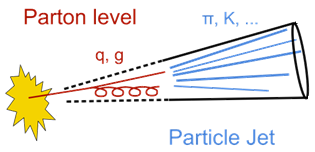 Parton level
π, K, ...
q, g
Particle Jet